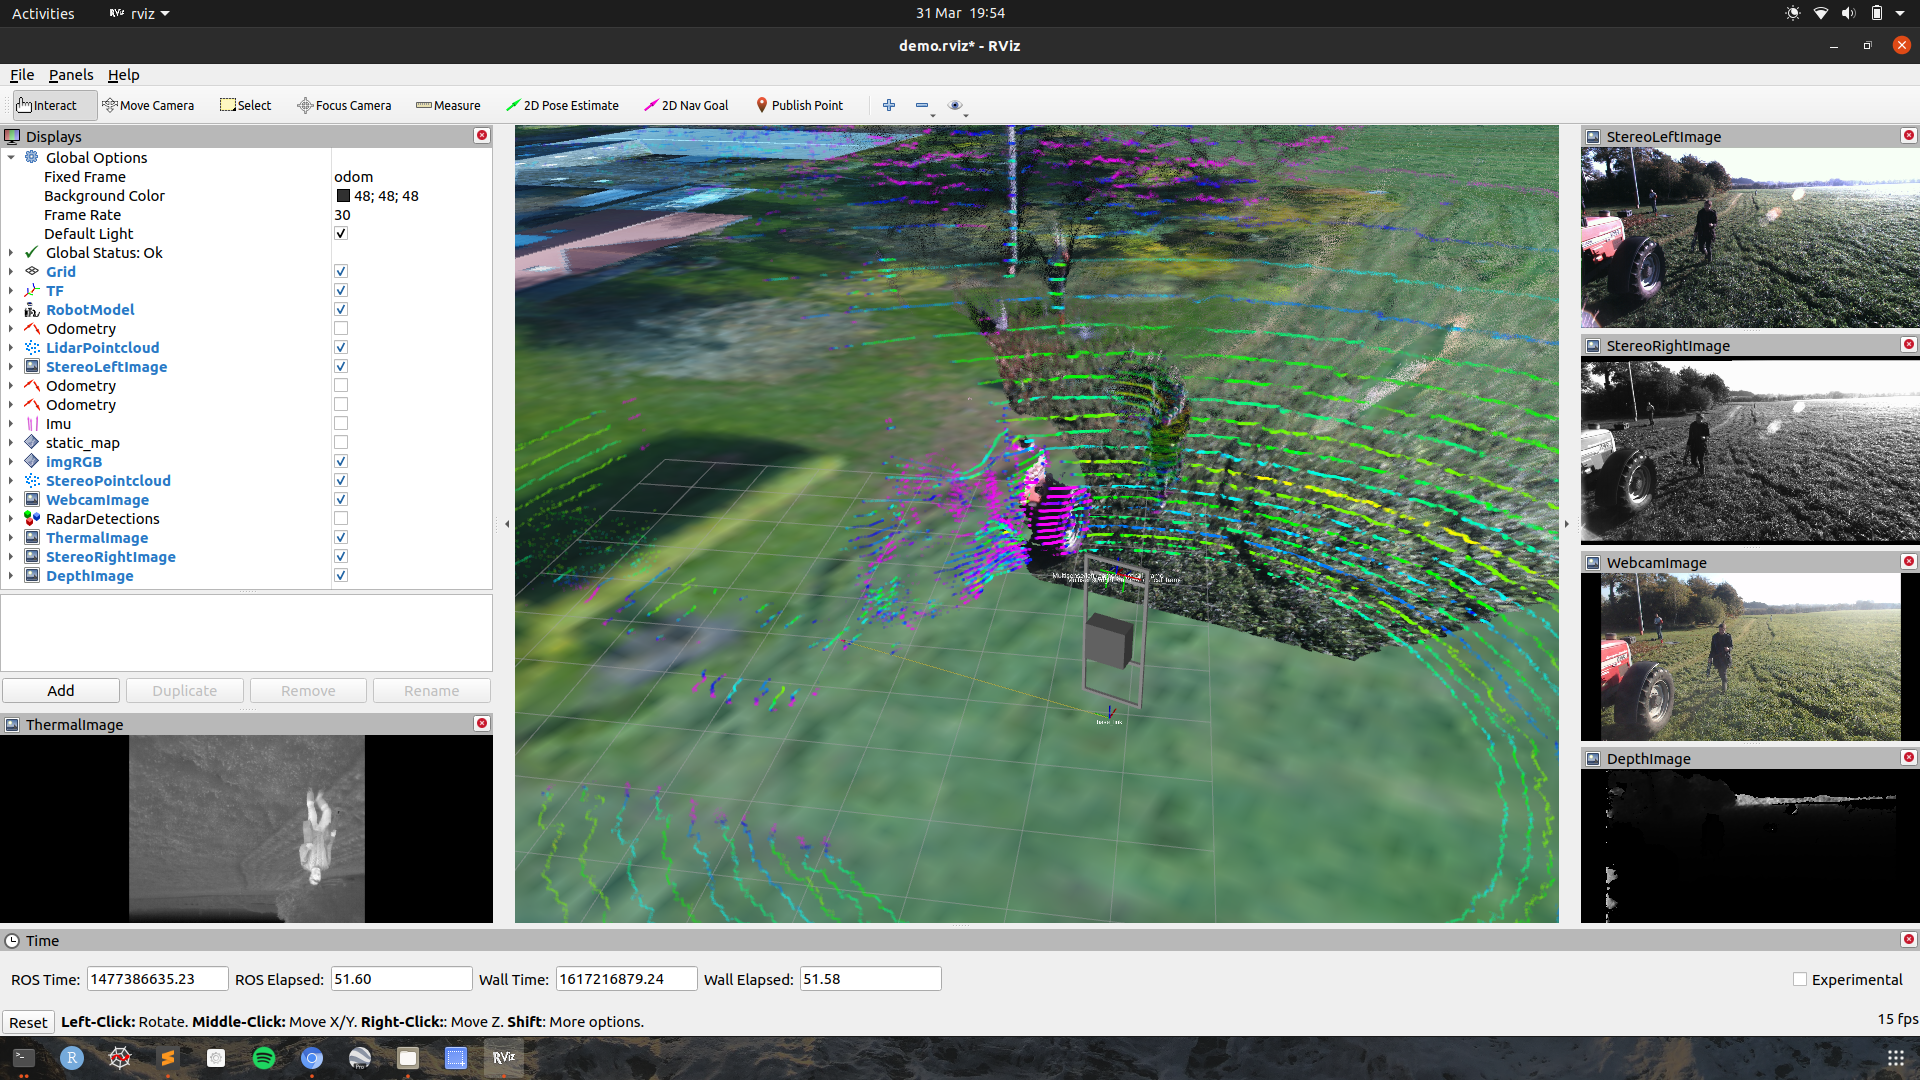 Activities
RViz rviz
31 Mar 19:54
demo.rviz* - RViz
File Panels Help
Interact Move Camera Select Focus Camera Measure 2D Pose Estimate 2D Nav Goal Publish Point
Displays
Global Options
Fixed Frame odom
Background Color 48; 48; 48
Frame Rate 30
Default Light
Global Status: Ok
Grid
TF
RobotModel
Odometry
LidarPointcloud
StereoLeftImage
Odometry
Odometry
Imu
static_map
imgRGB
StereoPointcloud
WebcamImage
RadarDetections
ThermalImage
StereoRightImage
DepthImage
Add Duplicate Remove Rename
ThermalImage
base_link
StereoLeftImage
StereoRightImage
WebcamImage
DepthImage
Time
ROS Time: 1477386635.23 ROS Elapsed: 51.60 Wall Time: 1617216879.24 Wall Elapsed: 51.58 Experimental
Reset Left-Click: Rotate. Middle-Click: Move X/Y. Right-Click:: Move Z. Shift: More options. 15 fps
R
Pro
RViz